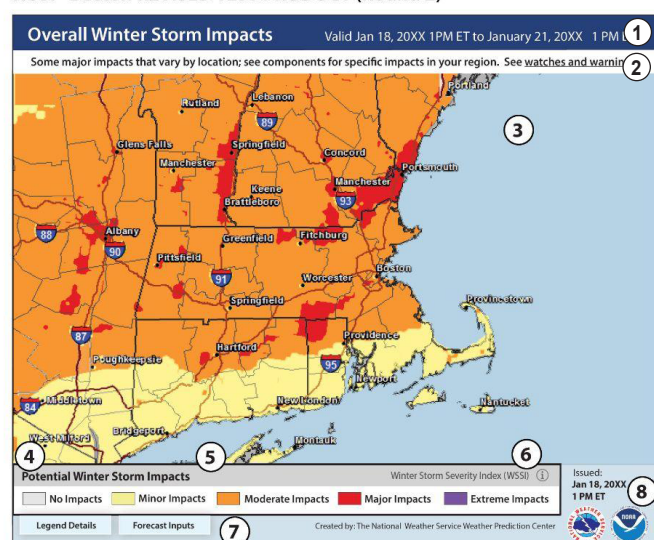 Overall Winter Storm Impacts
Valid Jan 18, 20XX 1PM ET to January 21, 20XX 1 PM
1
Some major impacts that vary by location; see components for specific impacts in your region. See watches and
2
3
Portland
Rutland
Lebanon
89
Glens Falls
Springfield
Concord
Manchester
Portsmouth
Keene
Manchester
93
Brattleboro
88
Albany
90
Greenfield
Fitchburg
Pittsfield
91
Boston
Worcester
Springfield
Provincetown
87
Providence
Hartford
Poughkeepsie
95
Newport
84
Middletown
New London
Nantucket
Bridgeport
West Milford
Montauk
4
5
6
Potential Winter Storm Impacts
Winter Storm Severity Index (WSSI) i
No Impacts
Minor Impacts
Moderate Impacts
Major Impacts
Extreme Impacts
Issued:
Jan 18, 20XX
1 PM ET
8
Legend Details
Forecast Inputs
7
Created by: The National Weather Service Weather Prediction Center
NATIONAL WEATHER SERVICE
NOAA